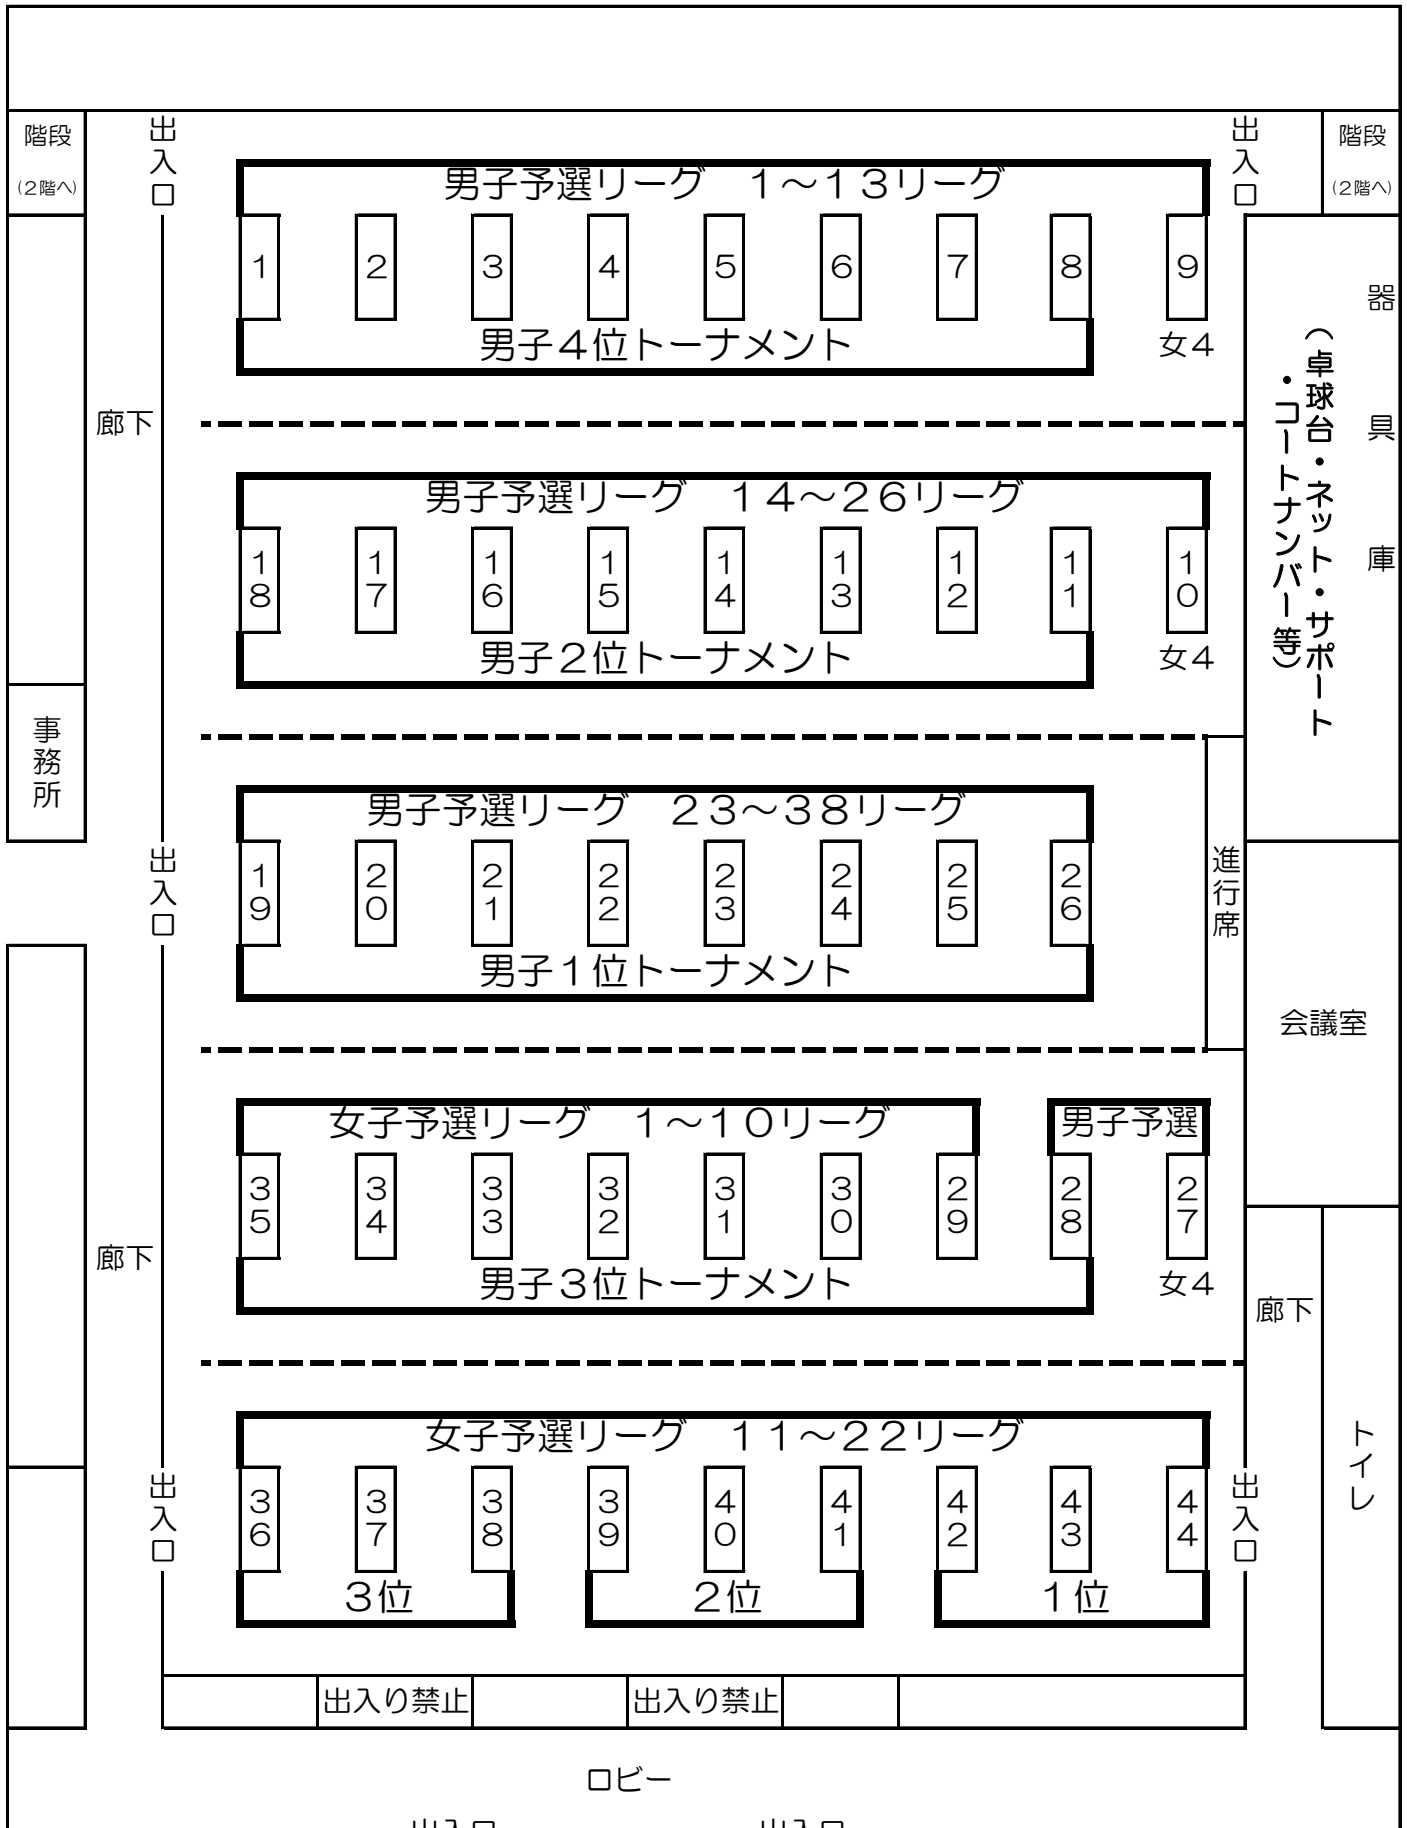 階段
(2階へ)
出入口
出入口
階段
(2階へ)
男子予選リーグ　1～13リーグ
1 2 3 4 5 6 7 8 9
男子4位トーナメント
女4
器具庫
(卓球台・ネット・サポート
・コートナンバー等)
廊下
男子予選リーグ　14～26リーグ
18 17 16 15 14 13 12 11 10
男子2位トーナメント
女4
事務所
男子予選リーグ　23～38リーグ
出入口
19 20 21 22 23 24 25 26
進行席
男子1位トーナメント
会議室
女子予選リーグ　1～10リーグ
男子予選
35 34 33 32 31 30 29 28 27
廊下
男子3位トーナメント
女4
廊下
女子予選リーグ　11～22リーグ
トイレ
出入口
36 37 38 39 40 41 42 43 44
出入口
3位
2位
1位
出入り禁止
出入り禁止
ロビー
出入口
出入口